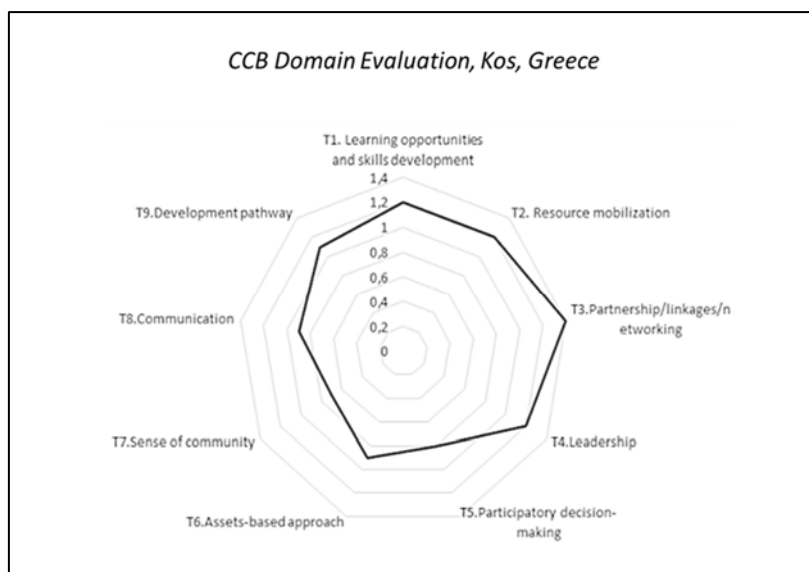 CCB Domain Evaluation, Kos, Greece
T1. Learning opportunities
and skills development
1,4
1,2
1
0,8
0,6
0,4
0,2
0
T2. Resource mobilization
T3.Partnership/linkages/n
etworking
T4.Leadership
T5.Participatory decision-
making
T6.Assets-based approach
T7.Sense of community
T8.Communication
T9.Development pathway